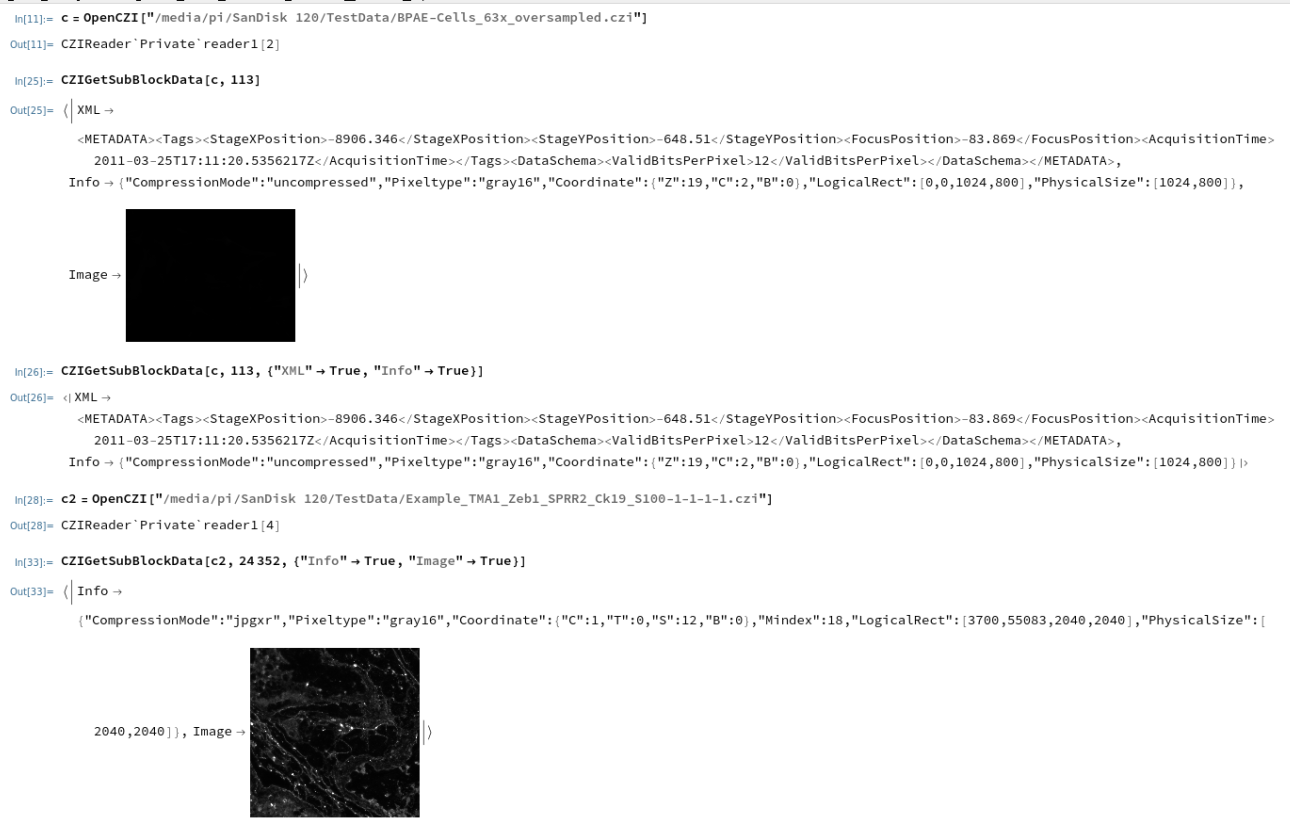 In[11]:= c = OpenCZI["/media/pi/SanDisk 120/TestData/BPAE-Cells_63x_oversampled.czi"]
Out[11]= CZIReader`Private`reader1[2]
In[25]:= CZIGetSubBlockData[c, 113]
Out[25]= ⟨| XML →
<METADATA><Tags><StageXPosition>-8906.346</StageXPosition><StageYPosition>-648.51</StageYPosition><FocusPosition>-83.869</FocusPosition><AcquisitionTime>
2011-03-25T17:11:20.5356217Z</AcquisitionTime></Tags><DataSchema><ValidBitsPerPixel>12</ValidBitsPerPixel></DataSchema></METADATA>,
Info → {"CompressionMode":"uncompressed","Pixeltype":"gray16","Coordinate":{"Z":19,"C":2,"B":0},"LogicalRect":[0,0,1024,800],"PhysicalSize":[1024,800]},
Image → |⟩
In[26]:= CZIGetSubBlockData[c, 113, {"XML" → True, "Info" → True}]
Out[26]= <| XML →
<METADATA><Tags><StageXPosition>-8906.346</StageXPosition><StageYPosition>-648.51</StageYPosition><FocusPosition>-83.869</FocusPosition><AcquisitionTime>
2011-03-25T17:11:20.5356217Z</AcquisitionTime></Tags><DataSchema><ValidBitsPerPixel>12</ValidBitsPerPixel></DataSchema></METADATA>,
Info → {"CompressionMode":"uncompressed","Pixeltype":"gray16","Coordinate":{"Z":19,"C":2,"B":0},"LogicalRect":[0,0,1024,800],"PhysicalSize":[1024,800]} |>
In[28]:= c2 = OpenCZI["/media/pi/SanDisk 120/TestData/Example_TMA1_Zeb1_SPRR2_Ck19_S100-1-1-1-1.czi"]
Out[28]= CZIReader`Private`reader1[4]
In[33]:= CZIGetSubBlockData[c2, 24 352, {"Info" → True, "Image" → True}]
Out[33]= ⟨| Info →
{"CompressionMode":"jpgxr","Pixeltype":"gray16","Coordinate":{"C":1,"T":0,"S":12,"B":0},"Mindex":18,"LogicalRect":[3700,55083,2040,2040],"PhysicalSize":[
2040,2040]}, Image → |⟩